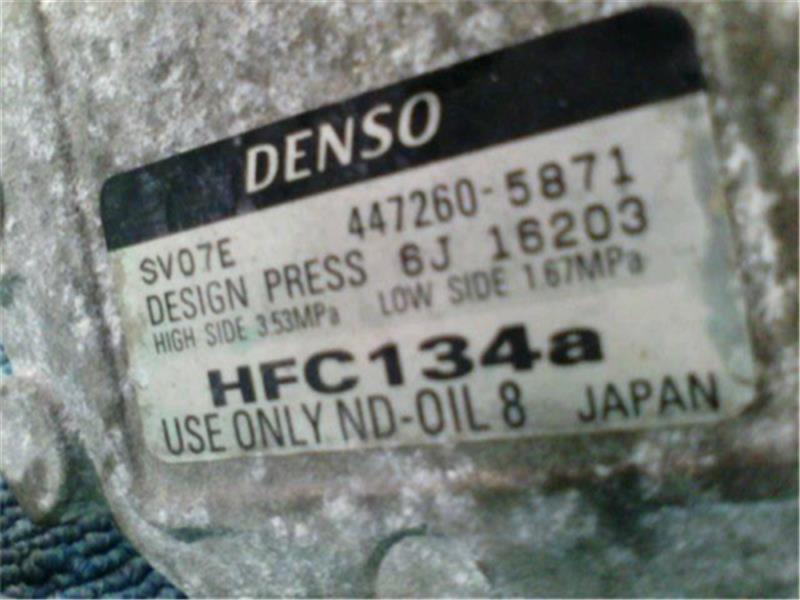 DENSO
447260-5871
SV07E 6J 16203
DESIGN PRESS
HIGH SIDE 3.53MPa LOW SIDE 1.67MPa
HFC134a
USE ONLY ND-OIL 8 JAPAN